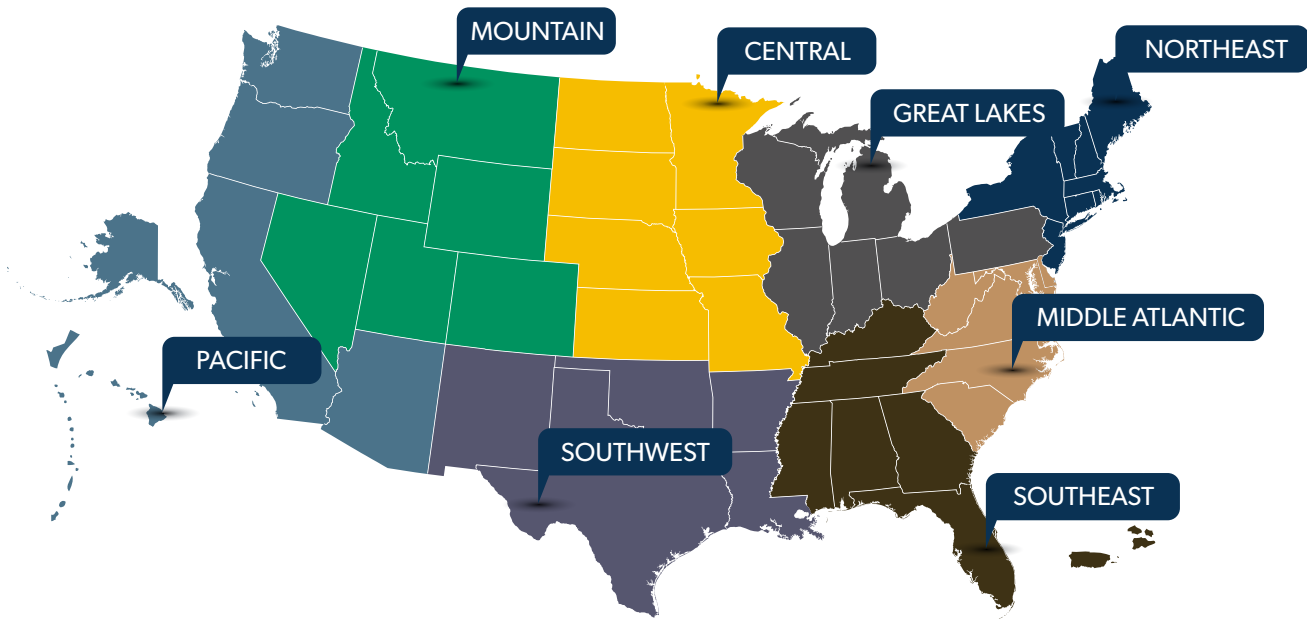 MOUNTAIN
CENTRAL
NORTHEAST
GREAT LAKES
MIDDLE ATLANTIC
PACIFIC
SOUTHWEST
SOUTHEAST